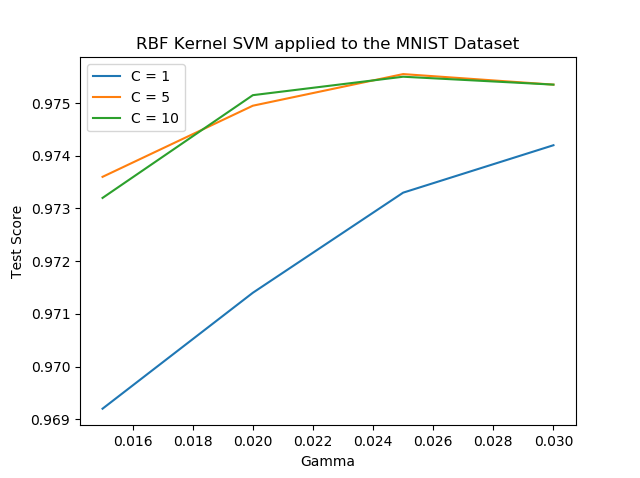 RBF Kernel SVM applied to the MNIST Dataset
C = 1
C = 5
C = 10
0.975
0.974
0.973
0.972
0.971
0.970
0.969
Test Score
0.016 0.018 0.020 0.022 0.024 0.026 0.028 0.030
Gamma